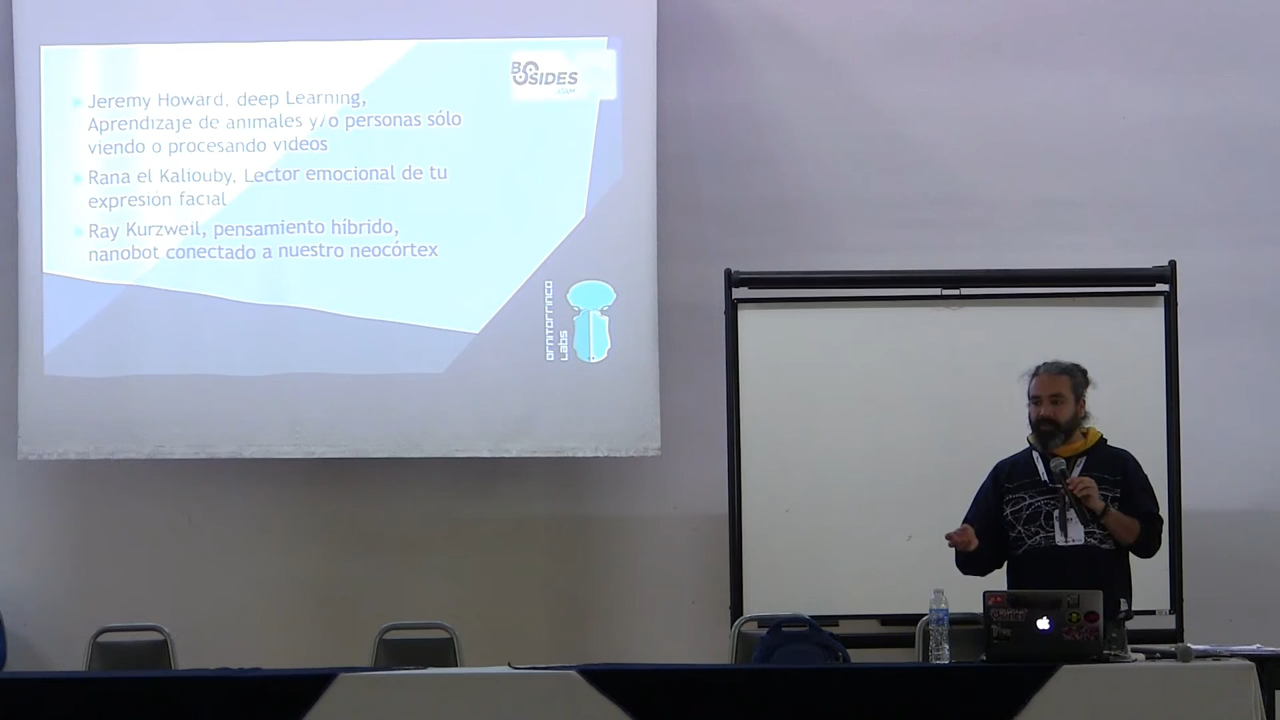 BSIDES
Jeremy Howard, deep Learning,
Aprendizaje de animales y/o personas sólo
viendo o procesando videos
Rana el Kaliouby, Lector emocional de tu
expresión facial
Ray Kurzweil, pensamiento híbrido,
nanobot conectado a nuestro neocórtex
ORNITORRINCO
Labs